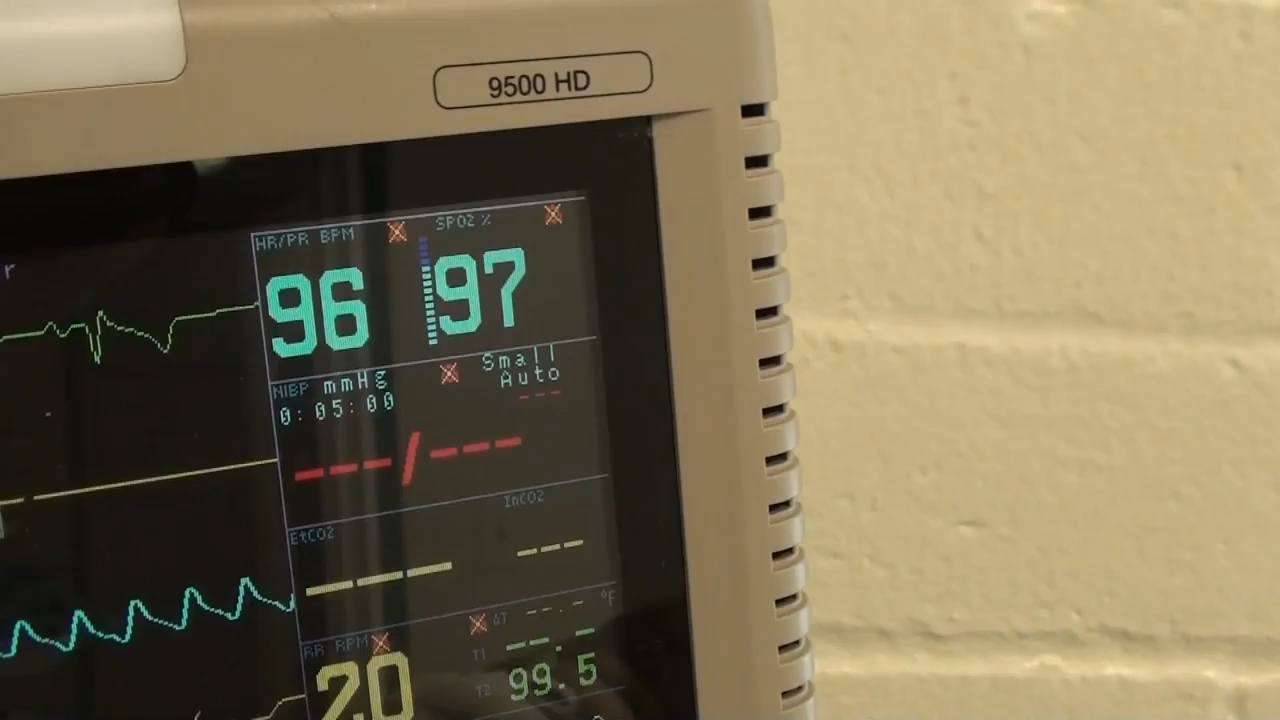 9500 HD
r
HR/PR BPM
SPO2 %
96
97
NIBP mmHg
Small
Auto
0:05:00
---
---/---
InCO2
EtCO2
---
---
RR RPM
20
ΔT --.- °F
T1 --.-
T2 99.5